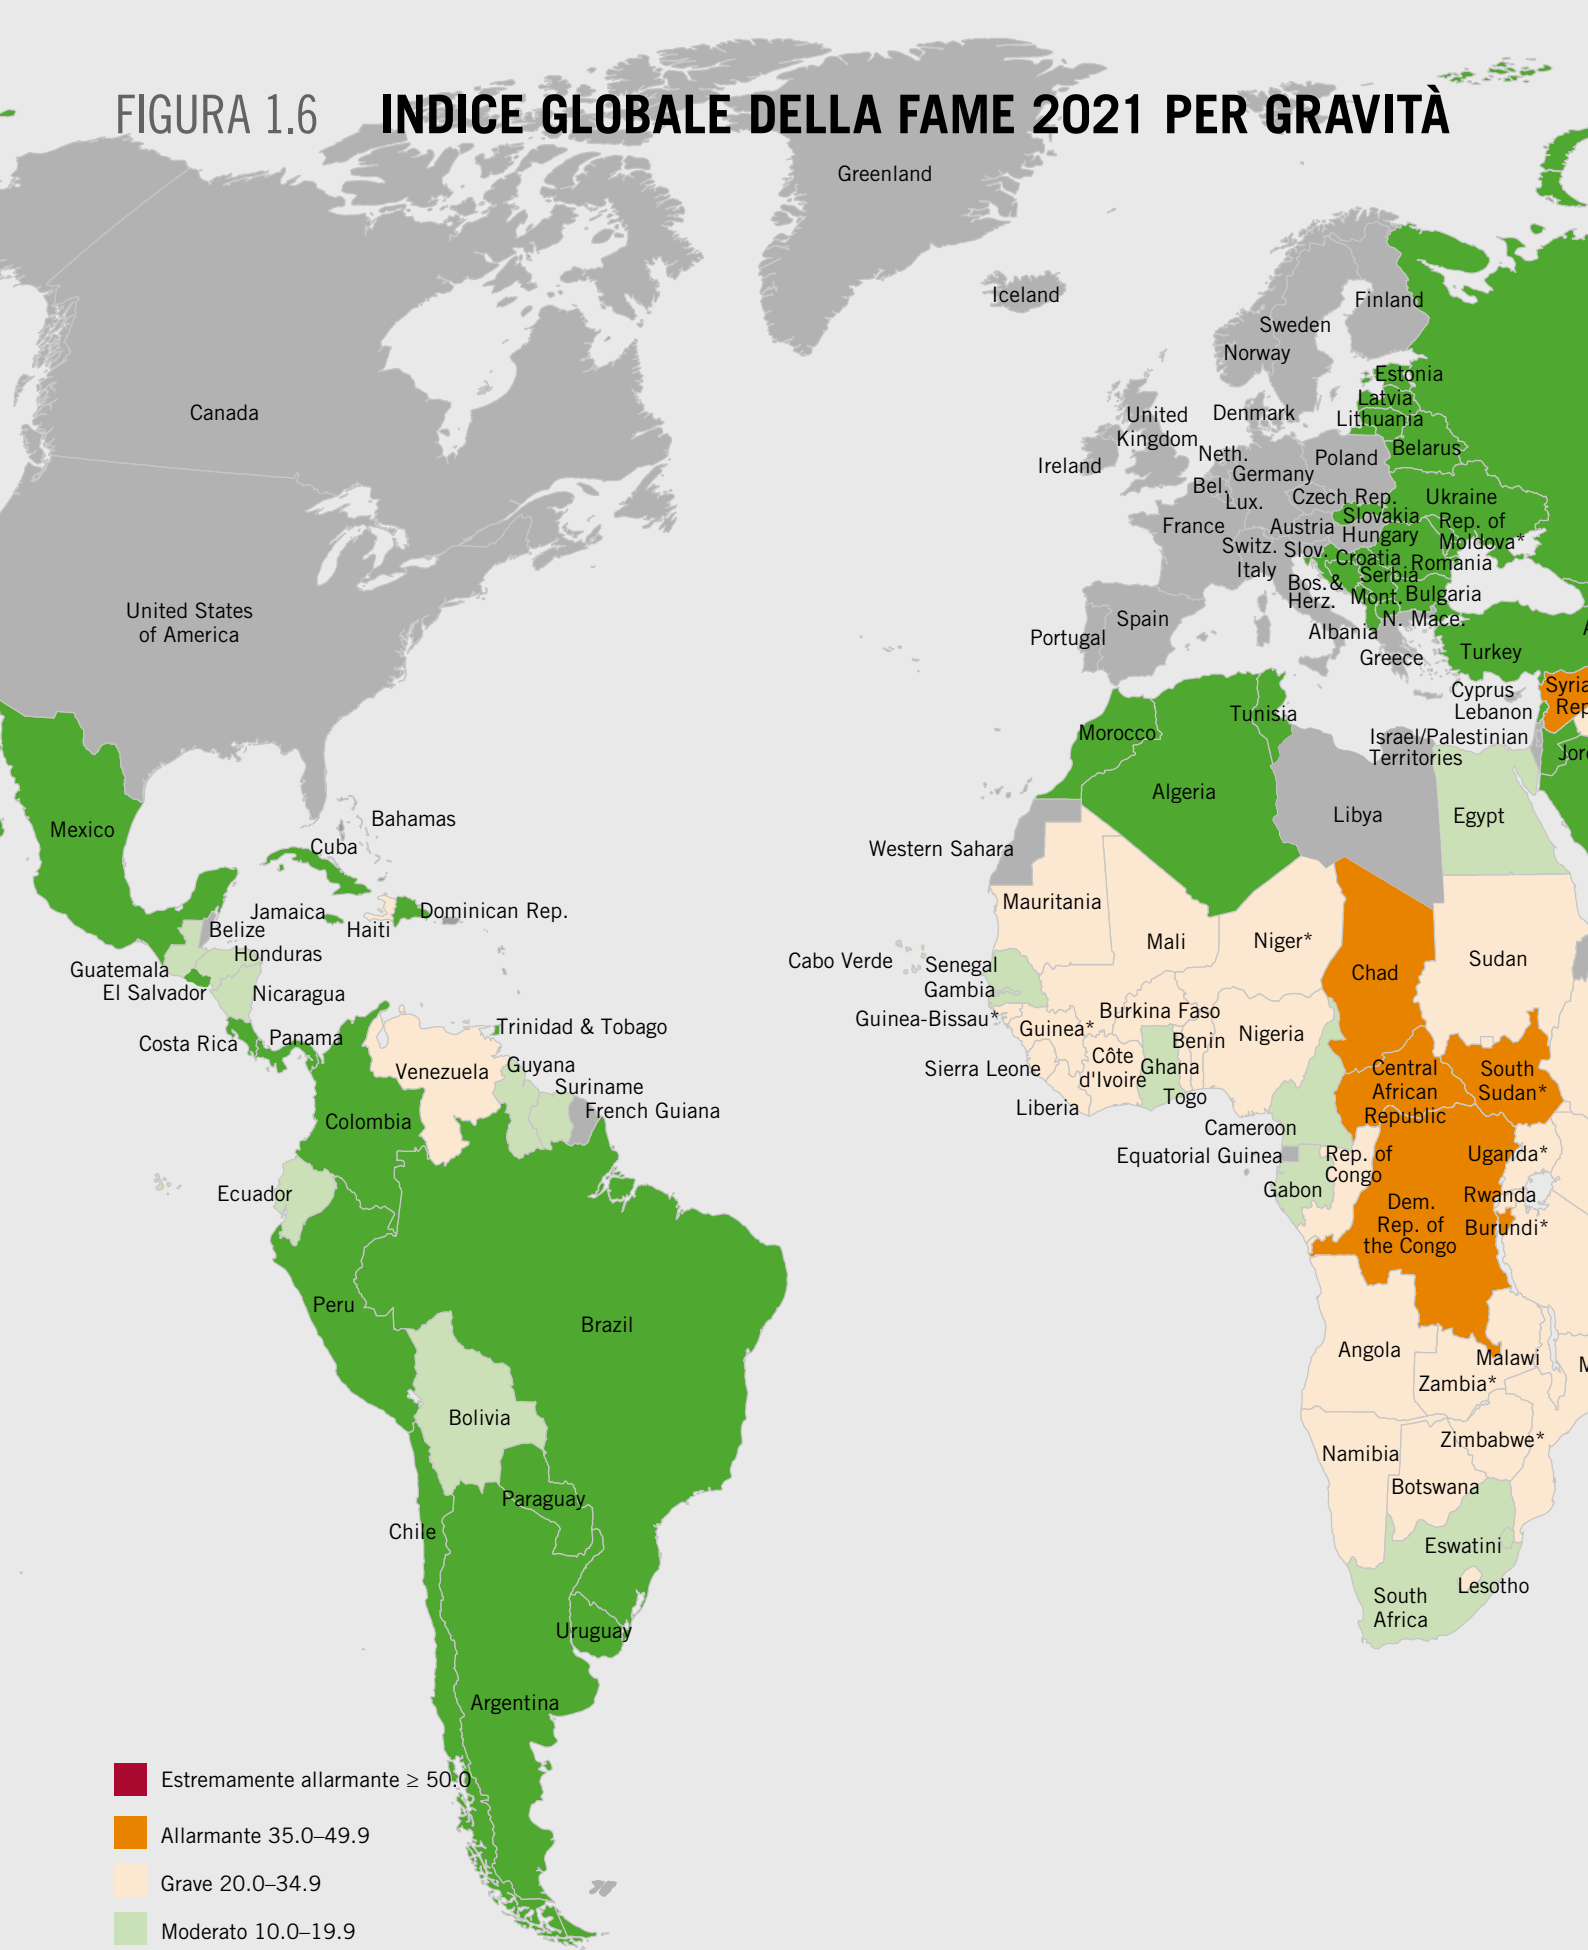 FIGURA 1.6 INDICE GLOBALE DELLA FAME 2021 PER GRAVITÀ
Greenland
Iceland
Finland
Sweden
Norway
Estonia
Latvia
Lithuania
Canada
United
Kingdom
Denmark
Belarus
Ireland
Neth.
Poland
Germany
Bel.
Lux.
Czech Rep.
Ukraine
Slovakia
France
Austria
Hungary
Rep. of
Moldova*
Switz.
Slov.
Croatia
Romania
Italy
Serbia
Bos.&
Herz.
Mont.
Bulgaria
N. Mace.
United States
of America
Spain
Portugal
Albania
Greece
Turkey
Cyprus
Syria
Rep
Lebanon
Israel/Palestinian
Territories
Jor
Tunisia
Morocco
Algeria
Libya
Egypt
Mexico
Bahamas
Cuba
Western Sahara
Jamaica
Haiti
Dominican Rep.
Belize
Honduras
Guatemala
El Salvador
Nicaragua
Costa Rica
Panama
Mauritania
Mali
Niger*
Chad
Sudan
Cabo Verde
Senegal
Gambia
Guinea-Bissau*
Guinea*
Burkina Faso
Benin
Nigeria
Sierra Leone
Côte
d'Ivoire
Ghana
Liberia
Togo
Central
African
Republic
South
Sudan*
Trinidad & Tobago
Venezuela
Guyana
Suriname
French Guiana
Colombia
Cameroon
Equatorial Guinea
Rep. of
Congo
Uganda*
Ecuador
Gabon
Dem.
Rep. of
the Congo
Rwanda
Burundi*
Peru
Brazil
Angola
Malawi
M
Zambia*
Bolivia
Zimbabwe*
Namibia
Botswana
Paraguay
Chile
Eswatini
South
Africa
Lesotho
Uruguay
Argentina
Estremamente allarmante ≥ 50.0
Allarmante 35.0–49.9
Grave 20.0–34.9
Moderato 10.0–19.9